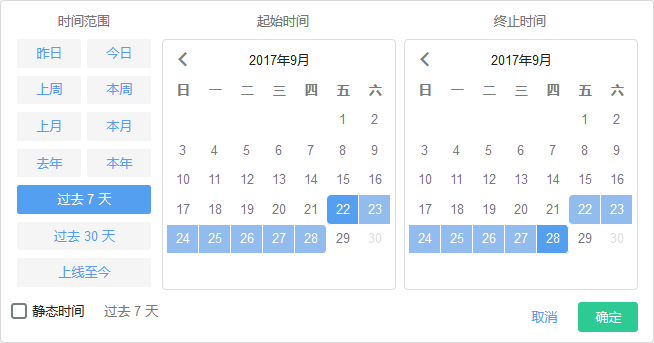 时间范围
昨日 今日
上周 本周
上月 本月
去年 本年
过去 7 天
过去 30 天
上线至今
起始时间
2017年9月
日 一 二 三 四 五 六
1 2
3 4 5 6 7 8 9
10 11 12 13 14 15 16
17 18 19 20 21 22 23
24 25 26 27 28 29 30
终止时间
2017年9月
日 一 二 三 四 五 六
1 2
3 4 5 6 7 8 9
10 11 12 13 14 15 16
17 18 19 20 21 22 23
24 25 26 27 28 29 30
静态时间 过去 7 天
取消 确定